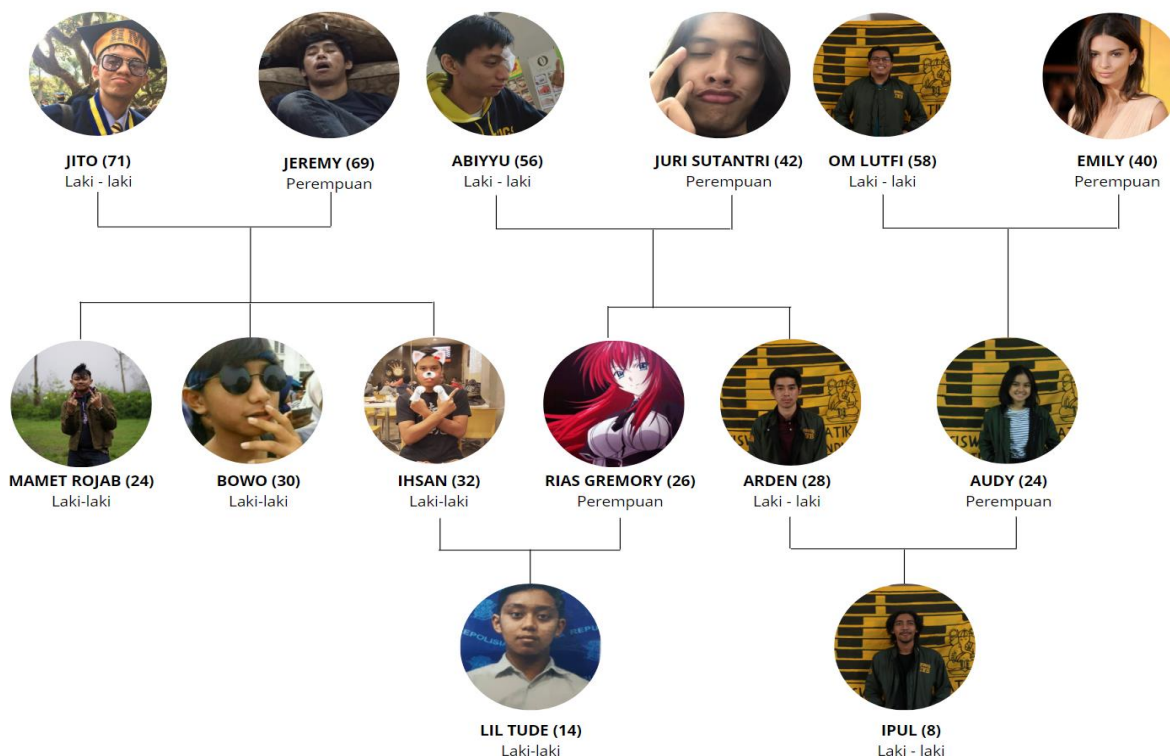 JITO (71)
Laki - laki
JEREMY (69)
Perempuan
ABIYYU (56)
Laki - laki
JURI SUTANTRI (42)
Perempuan
OM LUTFI (58)
Laki - laki
EMILY (40)
Perempuan
MAMET ROJAB (24)
Laki-laki
BOWO (30)
Laki-laki
IHSAN (32)
Laki-laki
RIAS GREMORY (26)
Perempuan
ARDEN (28)
Laki - laki
AUDY (24)
Perempuan
LIL TUDE (14)
Laki-laki
IPUL (8)
Laki - laki